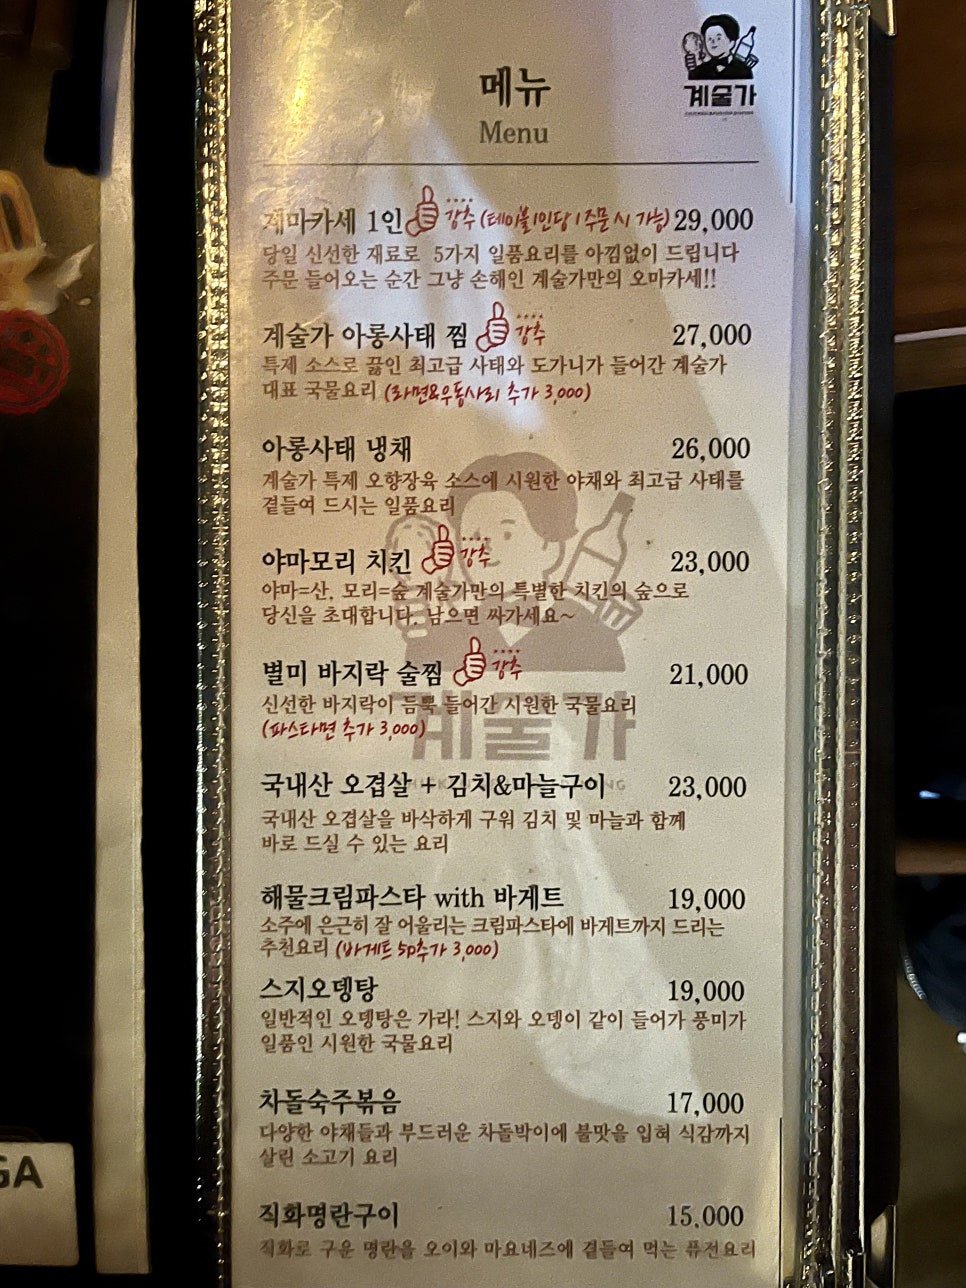 메뉴
Menu
계술가
계마카세 1인 강추 (테이블1인당 1주문시 가능) 29,000
당일 신선한 재료로 5가지 일품요리를 아낌없이 드립니다
주문 들어오는 순간 그냥 손해인 계술가만의 오마카세!!
계술가 아롱사태 찜 강추 27,000
특제 소스로 끓인 최고급 사태와 도가니가 들어간 계술가
대표 국물요리 (라면&우동사리 추가 3,000)
아롱사태 냉채 26,000
계술가 특제 오향장육 소스에 시원한 야채와 최고급 사태를
곁들여 드시는 일품요리
야마모리 치킨 강추 23,000
야마=산, 모리=숲 계술가만의 특별한 치킨의 숲으로
당신을 초대합니다. 남으면 싸가세요~
별미 바지락 술찜 강추 21,000
신선한 바지락이 듬뿍 들어간 시원한 국물요리
(파스타면 추가 3,000)
계술가
국내산 오겹살 + 김치&마늘구이 23,000
국내산 오겹살을 바삭하게 구워 김치 및 마늘과 함께
바로 드실 수 있는 요리
해물크림파스타 with 바게트 19,000
소주에 은근히 잘 어울리는 크림파스타에 바게트까지 드리는
추천요리 (바게트 5p추가 3,000)
스지오뎅탕 19,000
일반적인 오뎅탕은 가라! 스지와 오뎅이 같이 들어가 풍미가
일품인 시원한 국물요리
차돌숙주볶음 17,000
다양한 야채들과 부드러운 차돌박이에 불맛을 입혀 식감까지
살린 소고기 요리
직화명란구이 15,000
직화로 구운 명란을 오이와 마요네즈에 곁들여 먹는 퓨전요리
GA